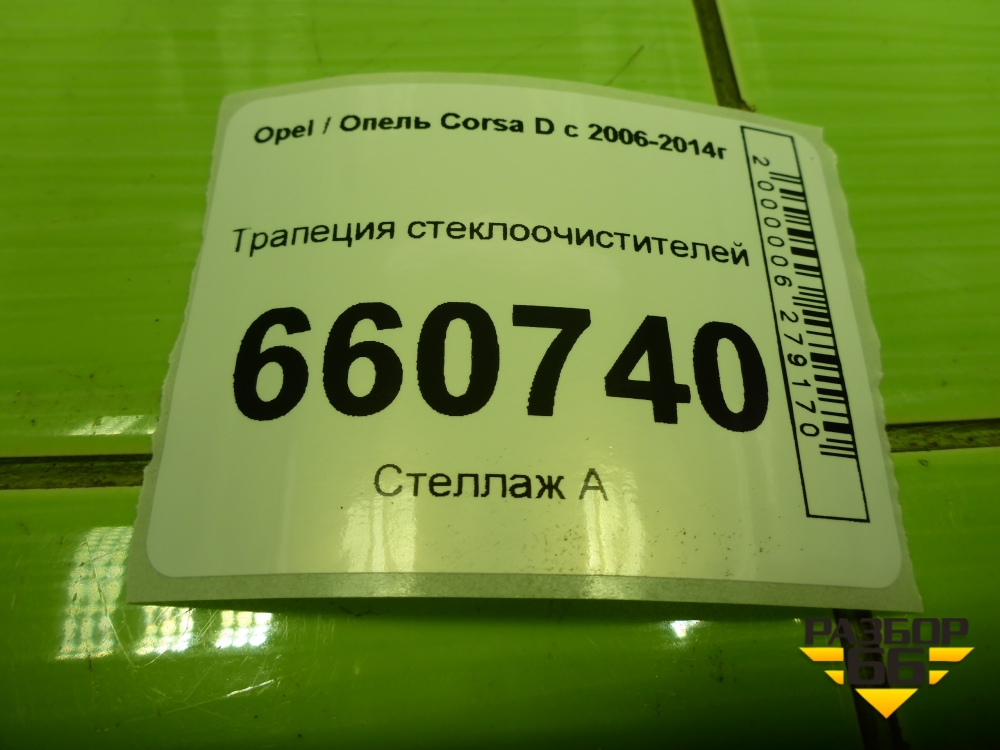 Opel / Опель Corsa D с 2006-2014г
Трапеция стеклоочистителей
660740
Стеллаж А
2000006279170
РАЗБОР
66